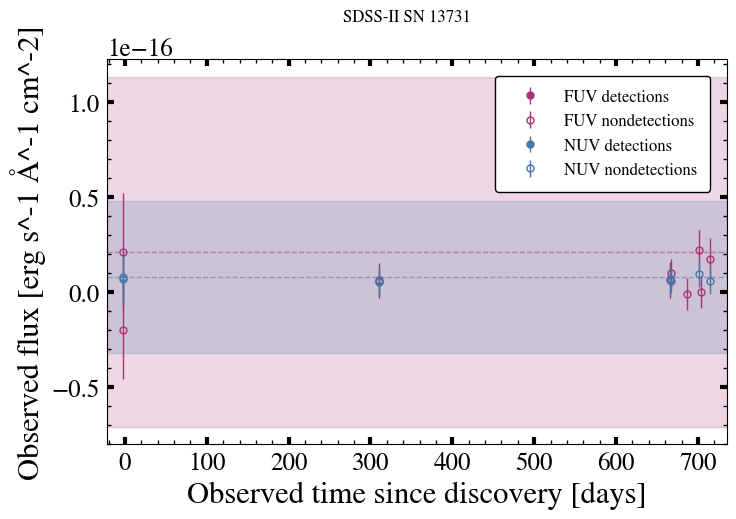 SDSS-II SN 13731
1e−16
1.0
0.5
0.0
−0.5
Observed flux [erg s^-1 Å^-1 cm^-2]
FUV detections
FUV nondetections
NUV detections
NUV nondetections
0 100 200 300 400 500 600 700
Observed time since discovery [days]